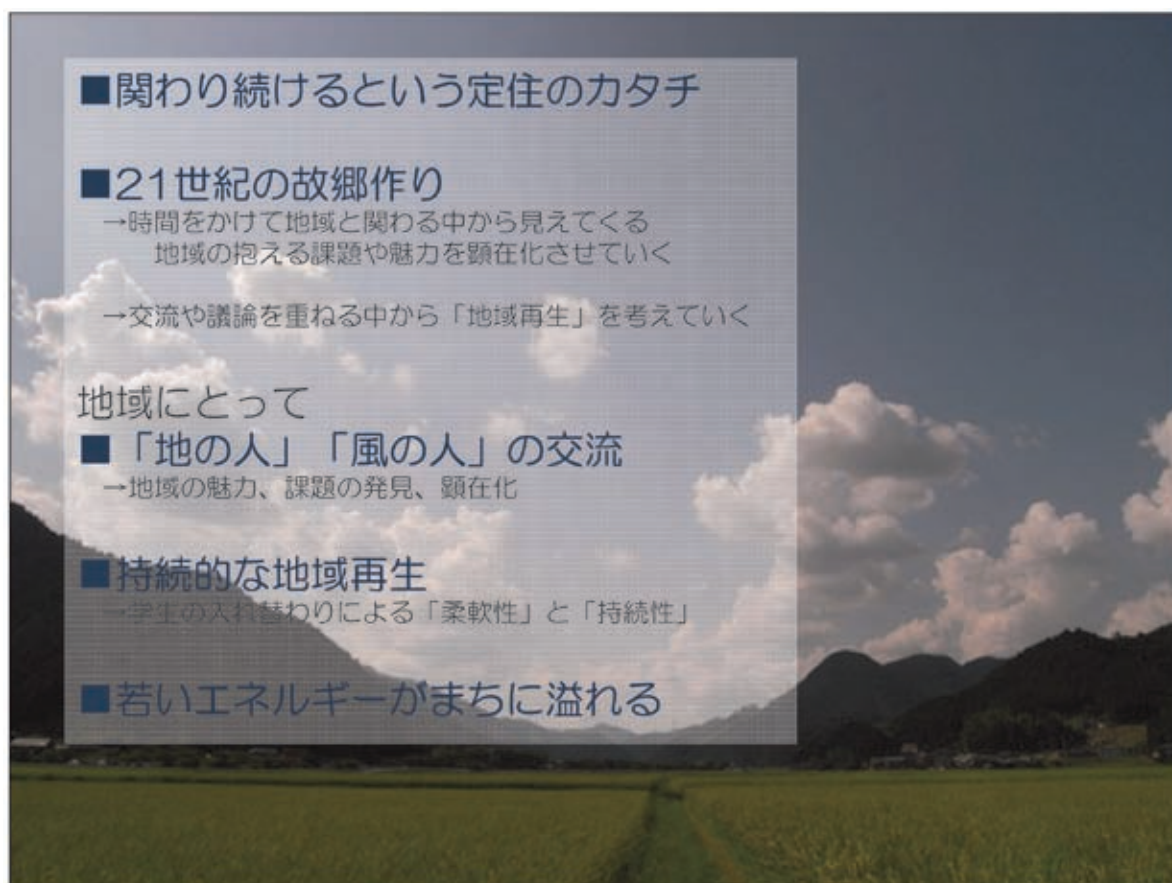 ■関わり続けるという定住のカタチ
■21世紀の故郷作り
→時間をかけて地域と関わる中から見えてくる
地域の抱える課題や魅力を顕在化させていく
→交流や議論を重ねる中から「地域再生」を考えていく
地域にとって
■「地の人」「風の人」の交流
→地域の魅力、課題の発見、顕在化
■持続的な地域再生
→学生の入れ替わりによる「柔軟性」と「持続性」
■若いエネルギーがまちに溢れる